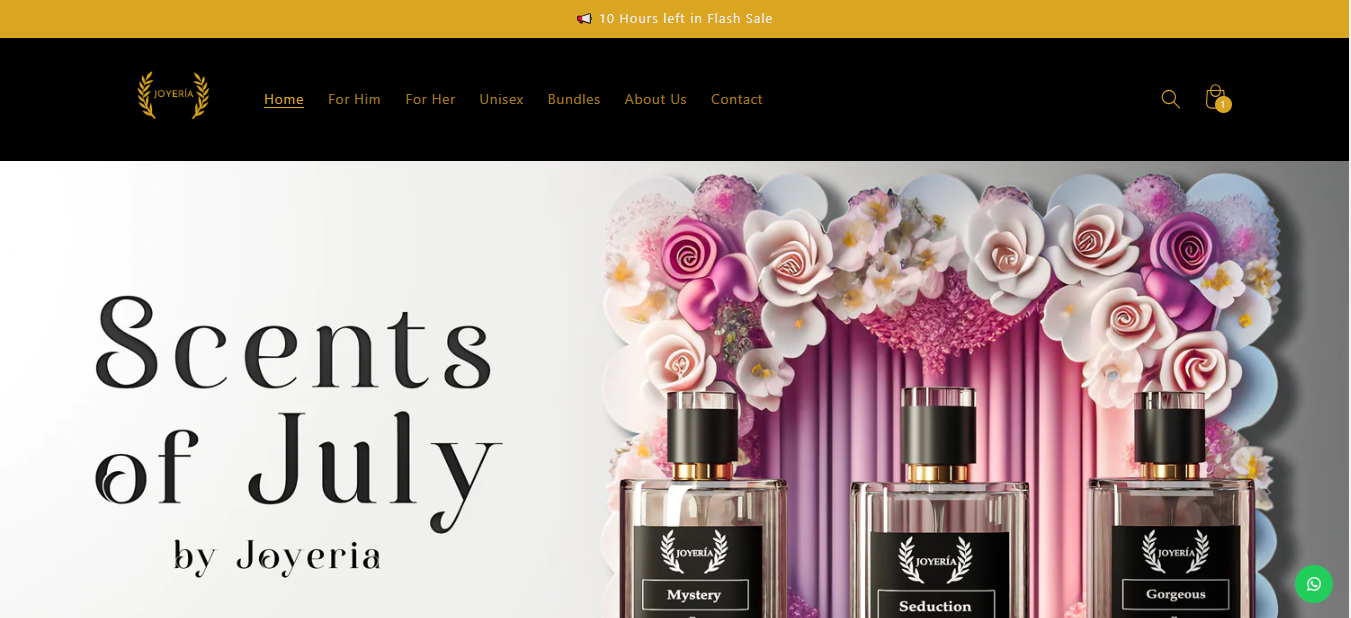 📢 10 Hours left in Flash Sale
JOYERÍA
Home For Him For Her Unisex Bundles About Us Contact
1
Scents
of July
by Joyeria
JOYERÍA
Mystery
JOYERÍA
Seduction
JOYERÍA
Gorgeous